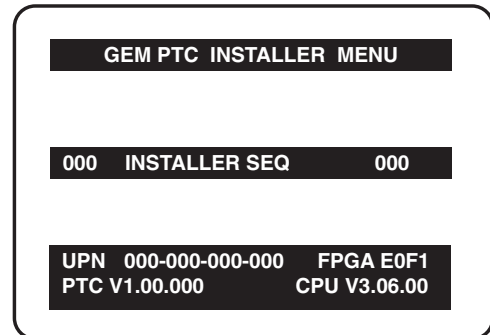 GEM PTC INSTALLER MENU
000 INSTALLER SEQ 000
UPN 000-000-000-000 FPGA E0F1
PTC V1.00.000 CPU V3.06.00